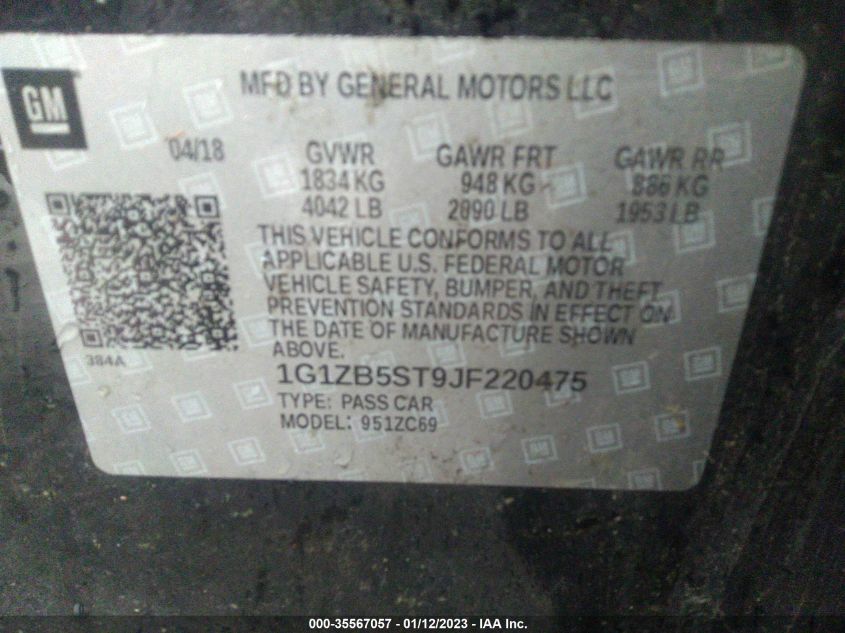 GM
MFD BY GENERAL MOTORS LLC
04/18 GVWR GAWR FRT GAWR RR
1834 KG 948 KG 886 KG
4042 LB 2090 LB 1953 LB
THIS VEHICLE CONFORMS TO ALL
APPLICABLE U.S. FEDERAL MOTOR
VEHICLE SAFETY, BUMPER, AND THEFT
PREVENTION STANDARDS IN EFFECT ON
THE DATE OF MANUFACTURE SHOWN
ABOVE.
384A
1G1ZB5ST9JF220475
TYPE: PASS CAR
MODEL: 951ZC69
000-35567057 - 01/12/2023 - IAA Inc.